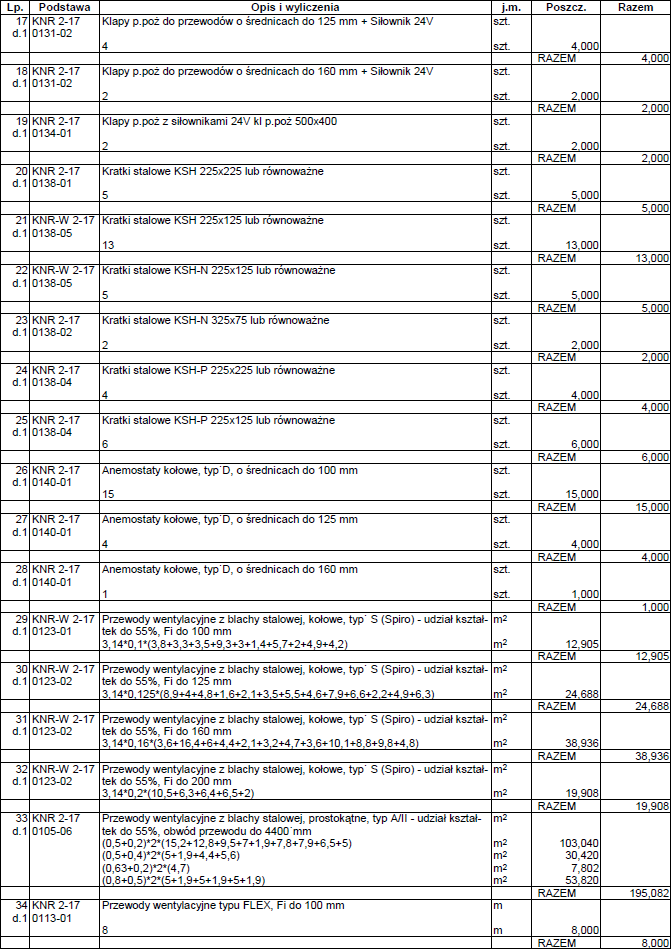 Lp. Podstawa Opis i wyliczenia j.m. Poszcz. Razem
17 KNR 2-17 Klapy p.poż do przewodów o średnicach do 125 mm + Siłownik 24V szt.
d.1 0131-02
4 szt. 4,000
RAZEM 4,000
18 KNR 2-17 Klapy p.poż do przewodów o średnicach do 160 mm + Siłownik 24V szt.
d.1 0131-02
2 szt. 2,000
RAZEM 2,000
19 KNR 2-17 Klapy p.poż z siłownikami 24V kl p.poż 500x400 szt.
d.1 0134-01
2 szt. 2,000
RAZEM 2,000
20 KNR 2-17 Kratki stalowe KSH 225x225 lub równoważne szt.
d.1 0138-01
5 szt. 5,000
RAZEM 5,000
21 KNR-W 2-17 Kratki stalowe KSH 225x125 lub równoważne szt.
d.1 0138-05
13 szt. 13,000
RAZEM 13,000
22 KNR-W 2-17 Kratki stalowe KSH-N 225x125 lub równoważne szt.
d.1 0138-05
5 szt. 5,000
RAZEM 5,000
23 KNR 2-17 Kratki stalowe KSH-N 325x75 lub równoważne szt.
d.1 0138-02
2 szt. 2,000
RAZEM 2,000
24 KNR 2-17 Kratki stalowe KSH-P 225x225 lub równoważne szt.
d.1 0138-04
4 szt. 4,000
RAZEM 4,000
25 KNR 2-17 Kratki stalowe KSH-P 225x125 lub równoważne szt.
d.1 0138-04
6 szt. 6,000
RAZEM 6,000
26 KNR 2-17 Anemostaty kołowe, typ˙D, o średnicach do 100 mm szt.
d.1 0140-01
15 szt. 15,000
RAZEM 15,000
27 KNR 2-17 Anemostaty kołowe, typ˙D, o średnicach do 125 mm szt.
d.1 0140-01
4 szt. 4,000
RAZEM 4,000
28 KNR 2-17 Anemostaty kołowe, typ˙D, o średnicach do 160 mm szt.
d.1 0140-01
1 szt. 1,000
RAZEM 1,000
29 KNR-W 2-17 Przewody wentylacyjne z blachy stalowej, kołowe, typ˙ S (Spiro) - udział kształ- m²
d.1 0123-01 tek do 55%, Fi do 100 mm
3,14*0,1*(3,8+3,3+3,5+9,3+3+1,4+5,7+2+4,9+4,2) m² 12,905
RAZEM 12,905
30 KNR-W 2-17 Przewody wentylacyjne z blachy stalowej, kołowe, typ˙ S (Spiro) - udział kształ- m²
d.1 0123-02 tek do 55%, Fi do 125 mm
3,14*0,125*(8,9+4+4,8+1,6+2,1+3,5+5,5+4,6+7,9+6,6+2,2+4,9+6,3) m² 24,688
RAZEM 24,688
31 KNR-W 2-17 Przewody wentylacyjne z blachy stalowej, kołowe, typ˙ S (Spiro) - udział kształ- m²
d.1 0123-02 tek do 55%, Fi do 160 mm
3,14*0,16*(3,6+16,4+6+4,4+2,1+3,2+4,7+3,6+10,1+8,8+9,8+4,8) m² 38,936
RAZEM 38,936
32 KNR-W 2-17 Przewody wentylacyjne z blachy stalowej, kołowe, typ˙ S (Spiro) - udział kształ- m²
d.1 0123-02 tek do 55%, Fi do 200 mm
3,14*0,2*(10,5+6,3+6,4+6,5+2) m² 19,908
RAZEM 19,908
33 KNR 2-17 Przewody wentylacyjne z blachy stalowej, prostokątne, typ A/II - udział kształ- m²
d.1 0105-06 tek do 55%, obwód przewodu do 4400˙mm
(0,5+0,2)*2*(15,2+12,8+9,5+7+1,9+7,8+7,9+6,5+5) m² 103,040
(0,5+0,4)*2*(5+1,9+4,4+5,6) m² 30,420
(0,63+0,2)*2*(4,7) m² 7,802
(0,8+0,5)*2*(5+1,9+5+1,9+5+1,9) m² 53,820
RAZEM 195,082
34 KNR 2-17 Przewody wentylacyjne typu FLEX, Fi do 100 mm m
d.1 0113-01
8 m 8,000
RAZEM 8,000